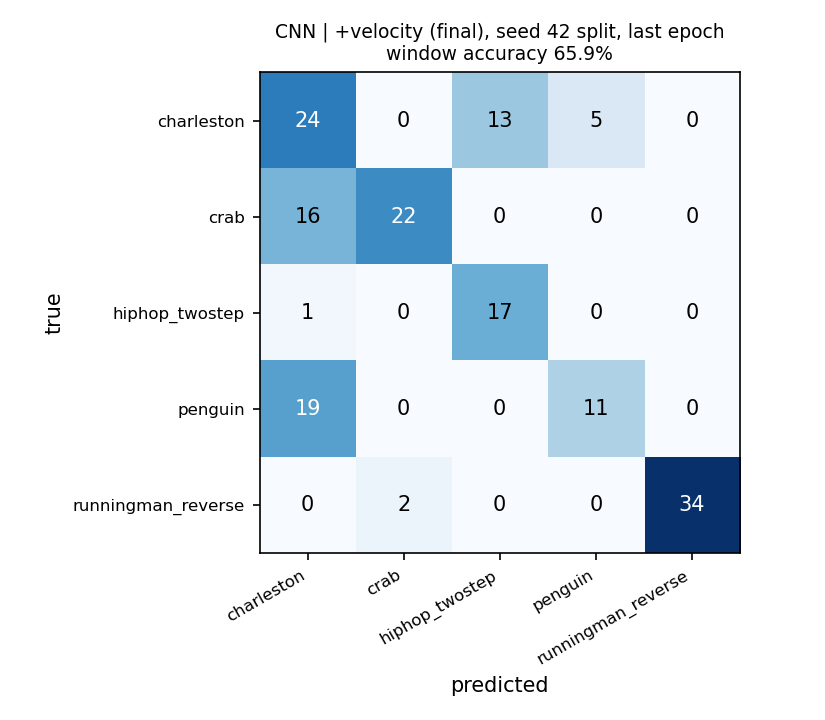 CNN | +velocity (final), seed 42 split, last epoch
window accuracy 65.9%
charleston 24 0 13 5 0
crab 16 22 0 0 0
hiphop_twostep 1 0 17 0 0
penguin 19 0 0 11 0
runningman_reverse 0 2 0 0 34
true
charleston crab hiphop_twostep penguin runningman_reverse
predicted